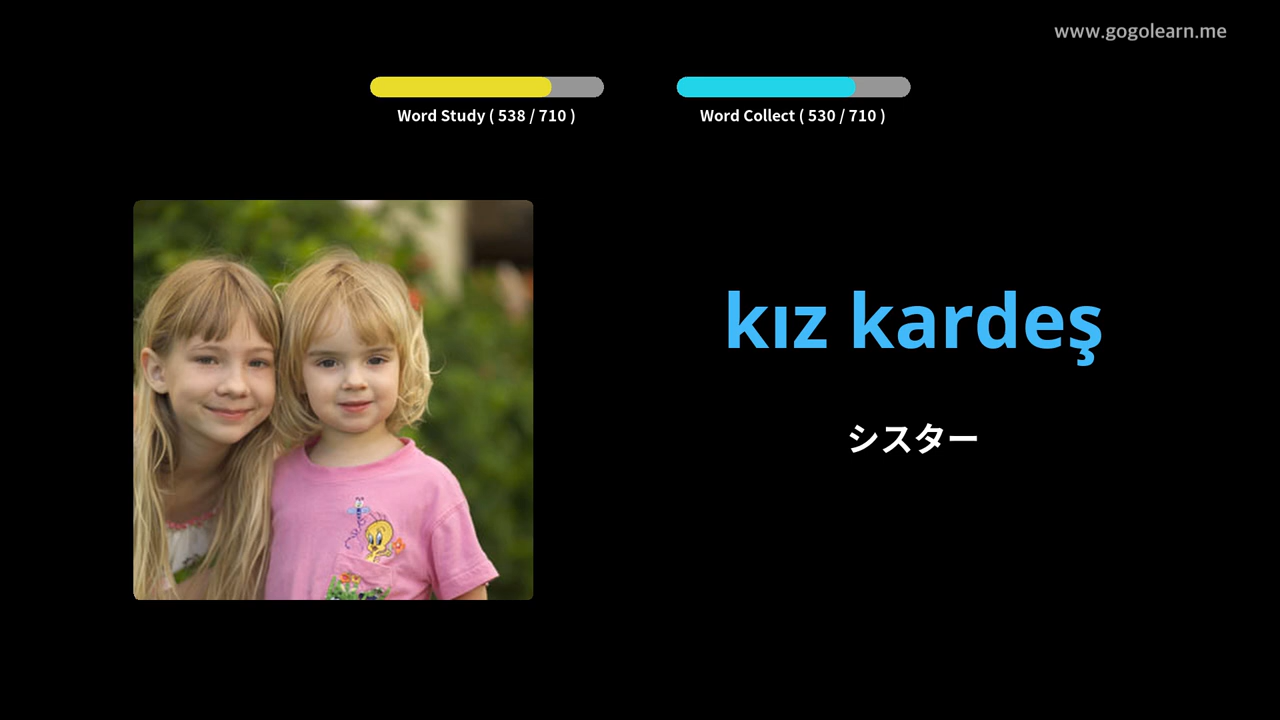 www.gogolearn.me
Word Study ( 538 / 710 )
Word Collect ( 530 / 710 )
kız kardeş
シスター